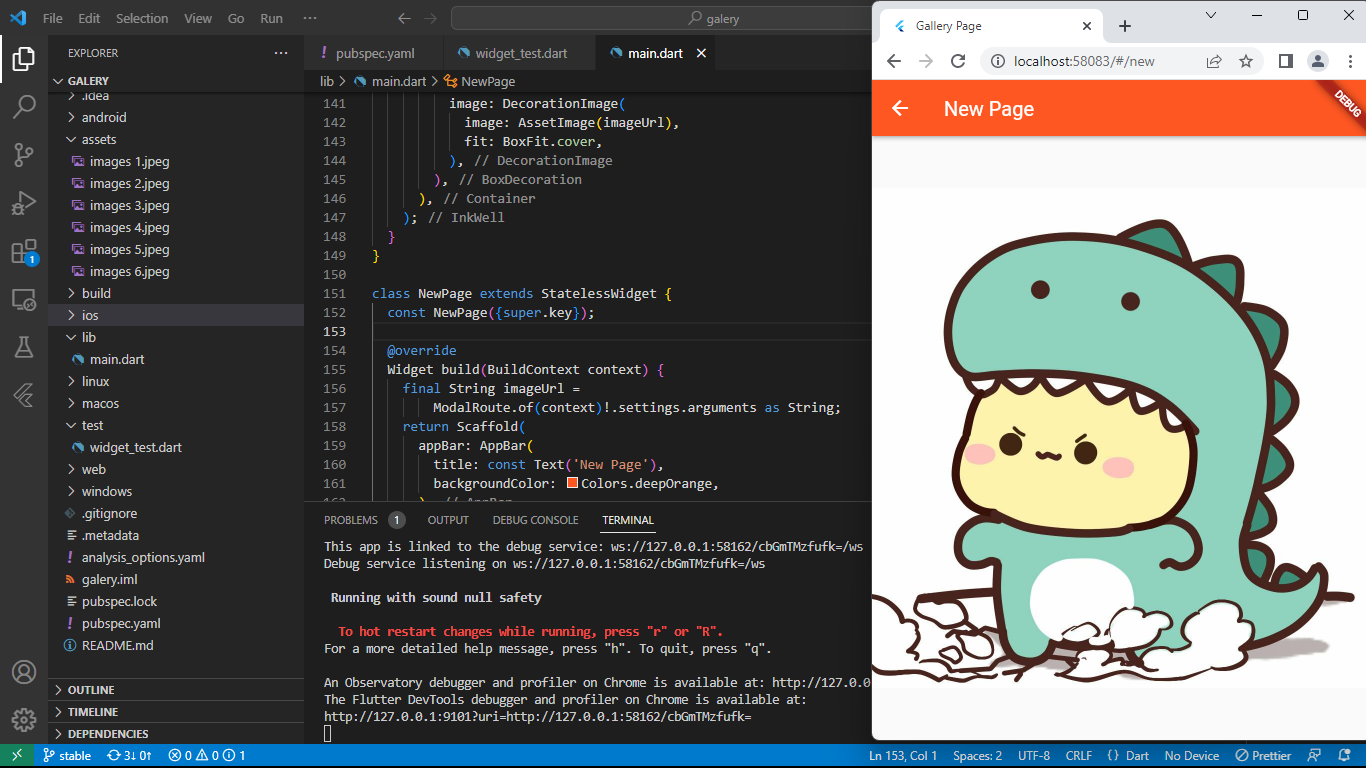 File Edit Selection View Go Run ···
galery
EXPLORER
GALERY
.idea
android
assets
images 1.jpeg
images 2.jpeg
images 3.jpeg
images 4.jpeg
images 5.jpeg
images 6.jpeg
build
ios
lib
main.dart
linux
macos
test
widget_test.dart
web
windows
.gitignore
.metadata
analysis_options.yaml
galery.iml
pubspec.lock
pubspec.yaml
README.md
OUTLINE
TIMELINE
DEPENDENCIES
1
pubspec.yaml widget_test.dart main.dart
lib > main.dart > NewPage
141 image: DecorationImage(
142 image: AssetImage(imageUrl),
143 fit: BoxFit.cover,
144 ), // DecorationImage
145 ), // BoxDecoration
146 ), // Container
147 ); // InkWell
148 }
149 }
150
151 class NewPage extends StatelessWidget {
152 const NewPage({super.key});
153
154 @override
155 Widget build(BuildContext context) {
156 final String imageUrl =
157 ModalRoute.of(context)!.settings.arguments as String;
158 return Scaffold(
159 appBar: AppBar(
160 title: const Text('New Page'),
161 backgroundColor: Colors.deepOrange,
162 ), // AppBar
PROBLEMS 1 OUTPUT DEBUG CONSOLE TERMINAL
This app is linked to the debug service: ws://127.0.0.1:58162/cbGmTMzfufk=/ws
Debug service listening on ws://127.0.0.1:58162/cbGmTMzfufk=/ws
Running with sound null safety
To hot restart changes while running, press "r" or "R".
For a more detailed help message, press "h". To quit, press "q".
An Observatory debugger and profiler on Chrome is available at: http://127.0.0
The Flutter DevTools debugger and profiler on Chrome is available at:
http://127.0.0.1:9101?uri=http://127.0.0.1:58162/cbGmTMzfufk=
Gallery Page
localhost:58083/#/new
New Page
DEBUG
stable 3↓ 0↑ 0 0 1
Ln 153, Col 1 Spaces: 2 UTF-8 CRLF {} Dart No Device Prettier